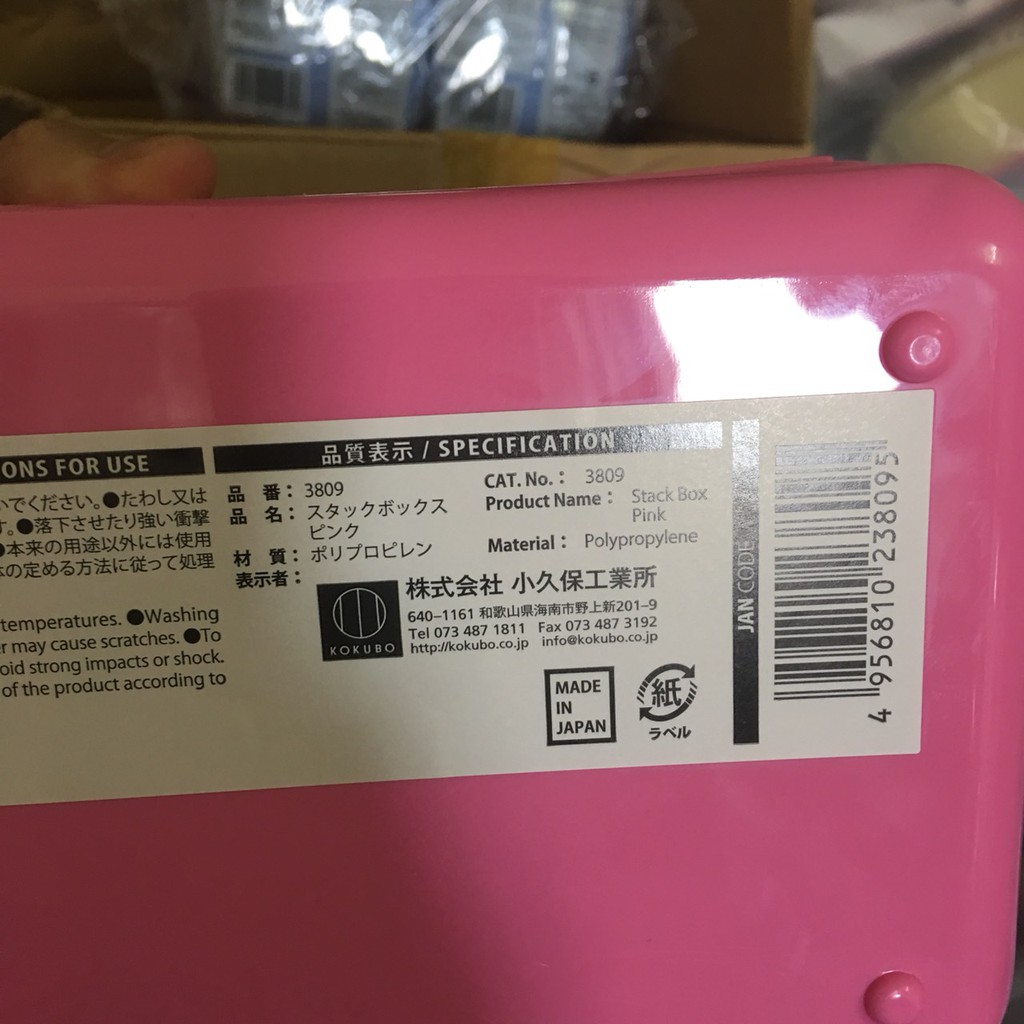 ONS FOR USE
いでください。●たわし又は
す。●落下させたり強い衝撃
●本来の用途以外には使用
体の定める方法に従って処理
temperatures. ●Washing
er may cause scratches. ●To
oid strong impacts or shock.
of the product according to
品質表示 / SPECIFICATION
品 番： 3809
品 名： スタックボックス
ピンク
材 質： ポリプロピレン
表示者：
CAT. No.： 3809
Product Name： Stack Box
Pink
Material： Polypropylene
KOKUBO
株式会社 小久保工業所
640–1161 和歌山県海南市野上新201–9
Tel 073 487 1811 Fax 073 487 3192
http://kokubo.co.jp info@kokubo.co.jp
MADE
IN
JAPAN
紙
ラベル
JAN CODE
4 956810 238095